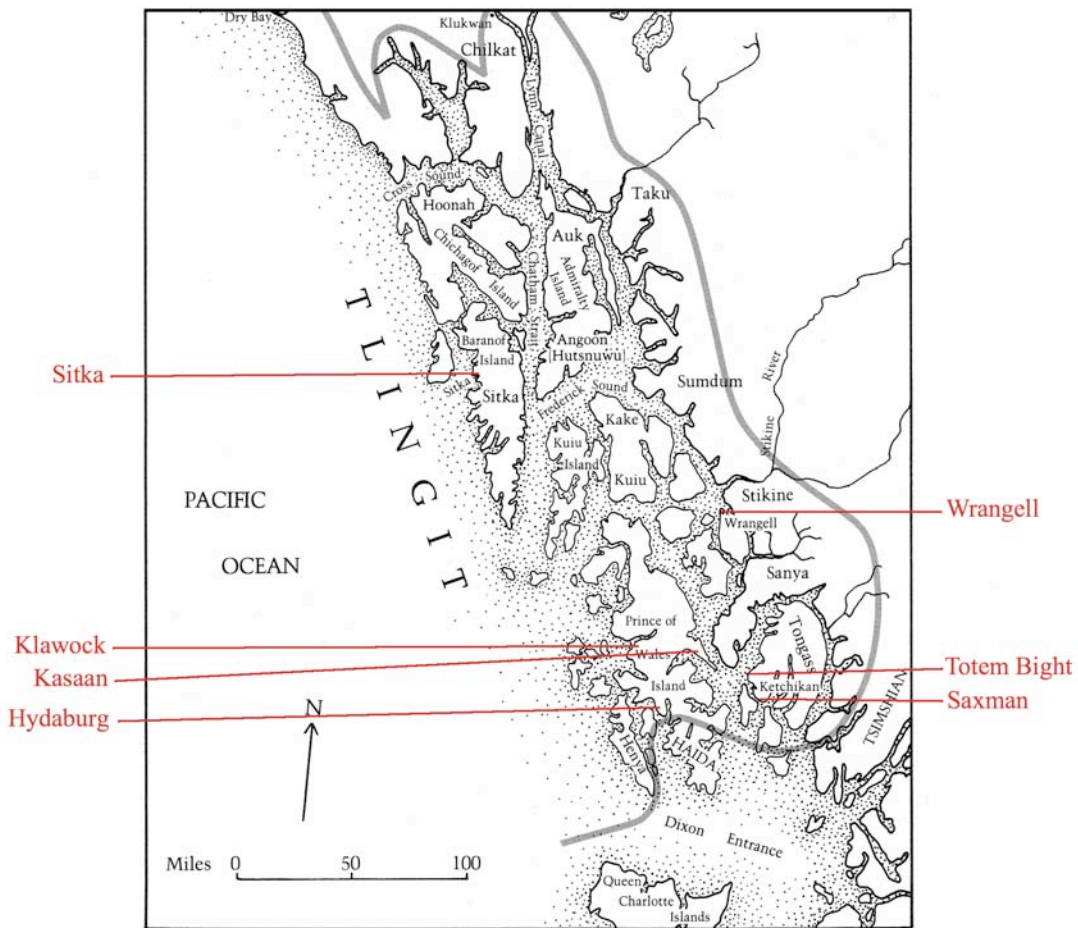 Dry Bay
Klukwan
Chilkat
Lynn
Canal
Taku
Cross Sound
Hoonah
Auk
Chichagof
Island
Chatham Strait
Admiralty
Island
TLINGIT
Baranof
Island
Angoon
[Hutsnuwu]
Sitka
Sitka
Sitka
Frederick Sound
Sumdum
River
Stikine
Kake
Kuiu
Island
Kuiu
PACIFIC
OCEAN
Stikine
Wrangell
Wrangell
Sanya
Klawock
Kasaan
Hydaburg
Prince of
Wales
Island
Tongass
Ketchikan
Totem Bight
Saxman
TSIMSHIAN
N
Henya
HAIDA
Dixon Entrance
Miles 0 50 100
Queen
Charlotte
Islands